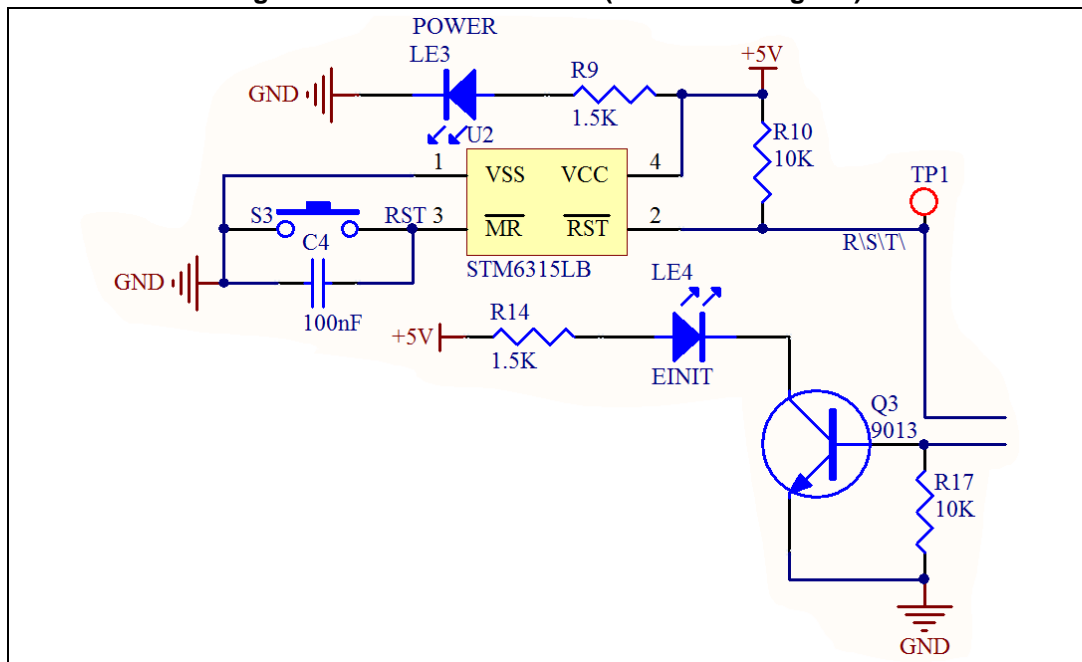 POWER
LE3
+5V
R9
GND
1.5K
R10
10K
U2
1
VSS
VCC
4
TP1
S3
RST
3
MR
RST
2
R\S\T\
C4
STM6315LB
GND
100nF
LE4
R14
+5V
1.5K
EINIT
Q3
9013
R17
10K
GND